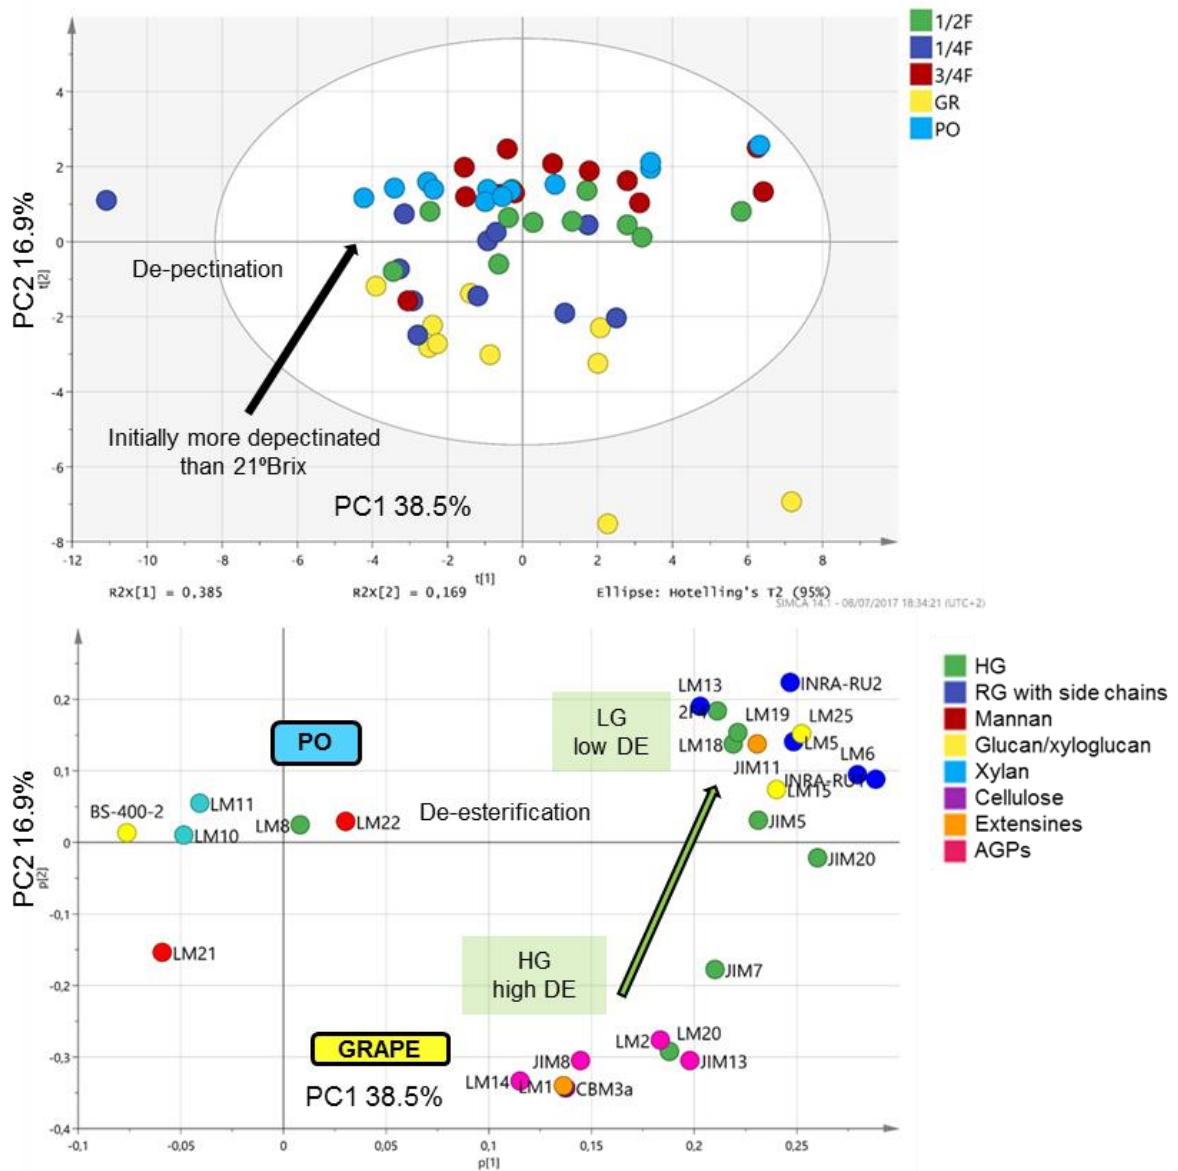 1/2F
1/4F
3/4F
GR
PO
4
2
0
-2
-4
-6
-8
PC2 16.9%
t[2]
De-pectination
Initially more depectinated
than 21ºBrix
PC1 38.5%
-12
-10
-8
-6
-4
-2
0
2
4
6
8
t[1]
R2X[1] = 0,385
R2X[2] = 0,169
Ellipse: Hotelling's T2 (95%)
SIMCA 14.1 - 08/07/2017 18:34:21 (UTC+2)
HG
RG with side chains
Mannan
Glucan/xyloglucan
Xylan
Cellulose
Extensines
AGPs
0,2
0,1
0
-0,1
-0,2
-0,3
-0,4
PC2 16.9%
p[2]
LM13
INRA-RU2
LG
low DE
LM19
LM25
LM18
LM5
LM6
JIM11
LM15
PO
BS-400-2
LM11
LM10
LM8
LM22
De-esterification
JIM5
JIM20
LM21
HG
high DE
JIM7
GRAPE
LM2
LM20
JIM8
JIM13
LM14
LM1
CBM3a
PC1 38.5%
-0,1
-0,05
0
0,05
0,1
0,15
0,2
0,25
p[1]